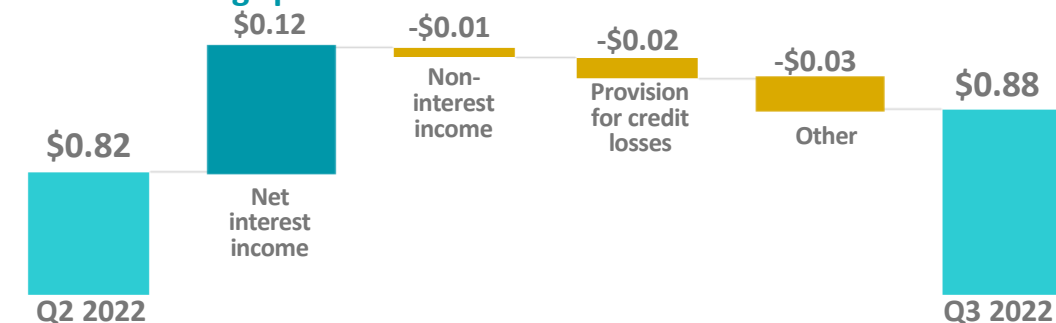 $0.12
-$0.01
-$0.02
-$0.03
$0.88
$0.82
Non-
interest
income
Provision
for credit
losses
Other
Net
interest
income
Q2 2022
Q3 2022